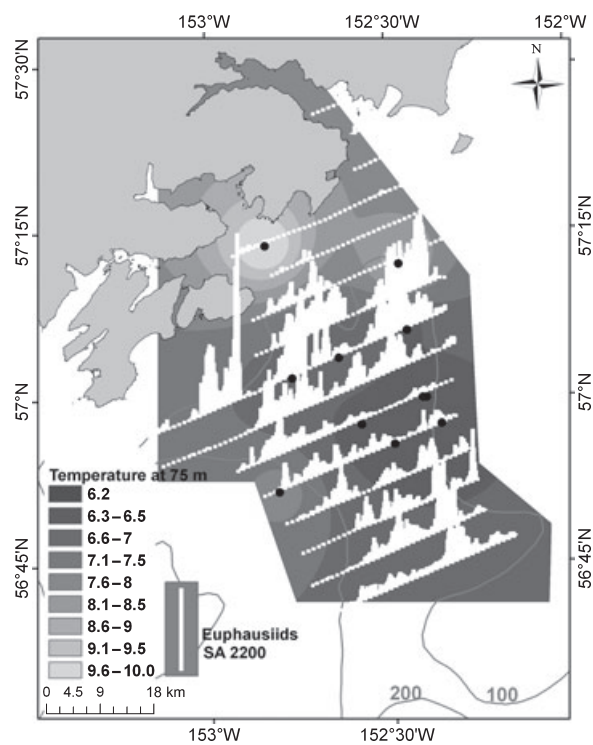 153°W 152°30'W 152°W
57°30'N
N
57°15'N
57°15'N
57°N
57°N
Temperature at 75 m
6.2
6.3–6.5
6.6–7
7.1–7.5
7.6–8
8.1–8.5
8.6–9
9.1–9.5
9.6–10.0
56°45'N
56°45'N
Euphausiids
SA 2200
0 4.5 9 18 km
200
100
153°W 152°30'W